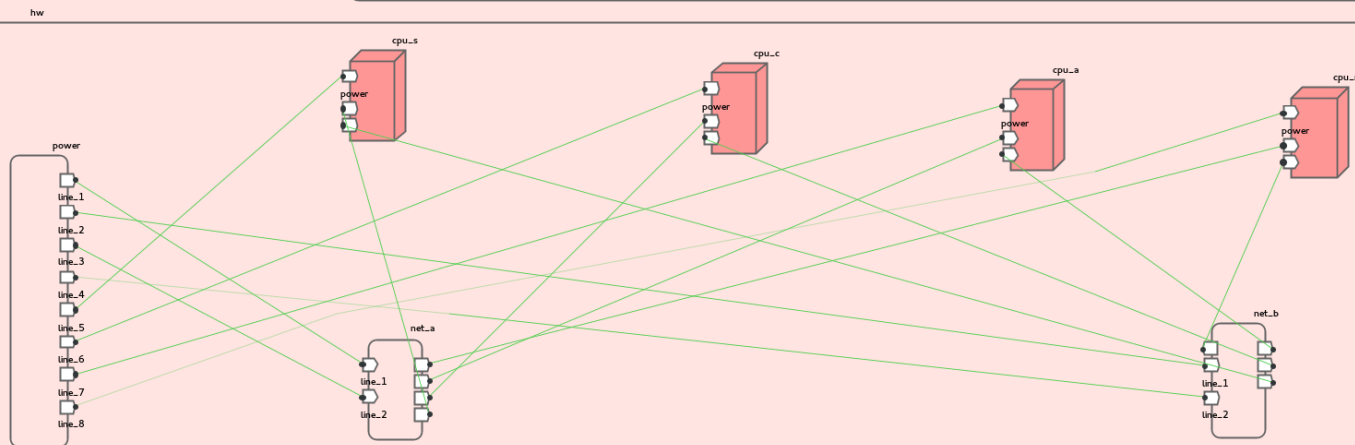 hw
cpu_s
cpu_c
cpu_a
power
power
power
power
power
line_1
line_2
line_3
line_4
line_5
line_6
line_7
line_8
net_a
line_1
line_2
net_b
line_1
line_2